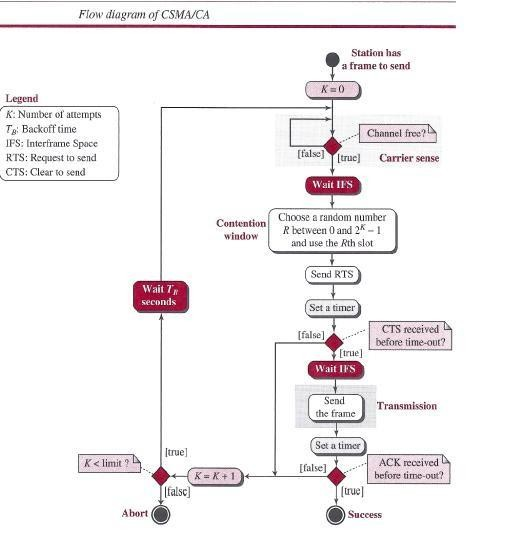 Flow diagram of CSMA/CA
Station has
a frame to send
K = 0
Legend
K: Number of attempts
TB: Backoff time
IFS: Interframe Space
RTS: Request to send
CTS: Clear to send
Channel free?
[false]
[true]
Carrier sense
Wait IFS
Contention
window
Choose a random number
R between 0 and 2^K − 1
and use the Rth slot
Send RTS
Wait TB
seconds
Set a timer
[false]
CTS received
before time-out?
[true]
Wait IFS
Send
the frame
Transmission
Set a timer
[true]
K < limit ?
K = K + 1
[false]
ACK received
before time-out?
[false]
[true]
Abort
Success